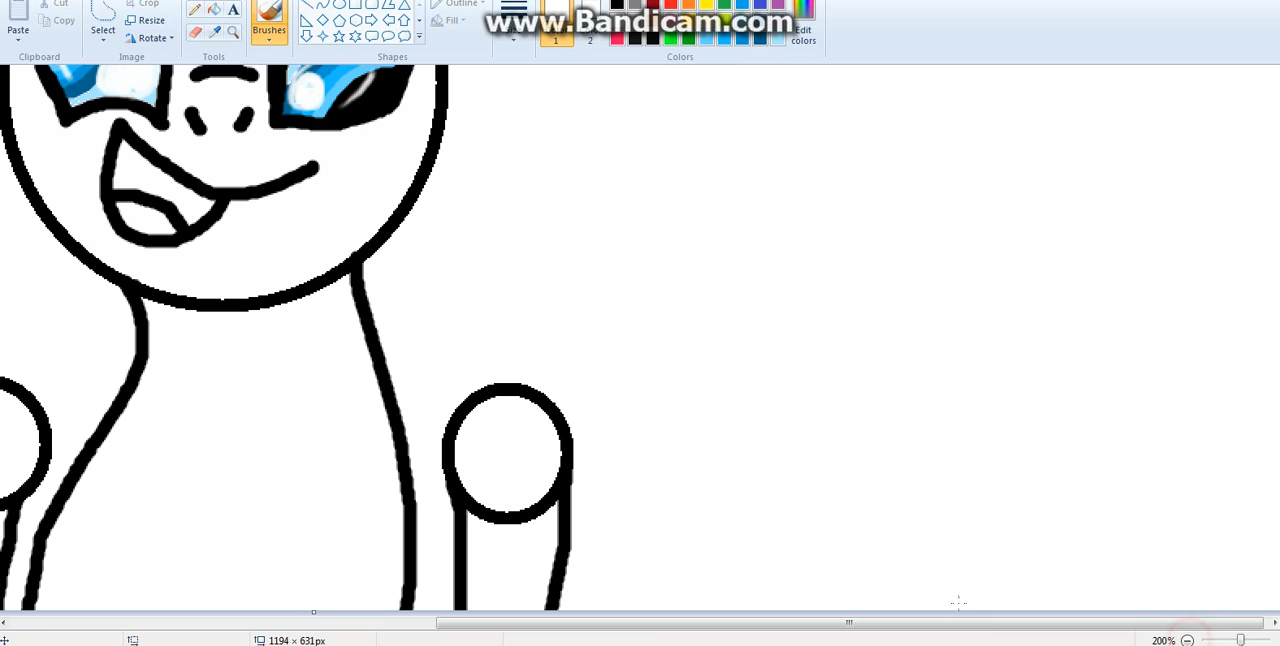 www.Bandicam.com
Cut
Crop
Outline
Paste
Copy
Select
Resize
Rotate
Brushes
Fill
1
2
Edit
colors
Clipboard
Image
Tools
Shapes
Colors
1194 × 631px
200%